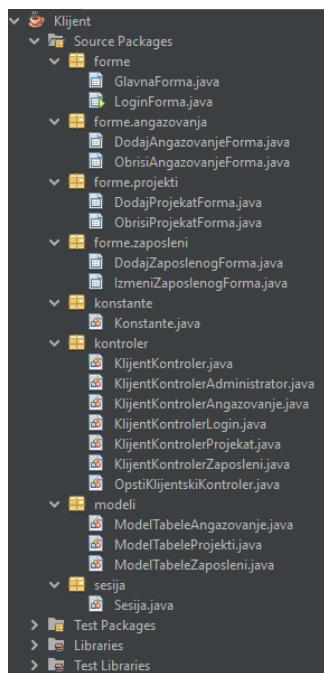 Klijent
Source Packages
forme
GlavnaForma.java
LoginForma.java
forme.angazovanja
DodajAngazovanjeForma.java
ObrisiAngazovanjeForma.java
forme.projekti
DodajProjekatForma.java
ObrisiProjekatForma.java
forme.zaposleni
DodajZaposlenogForma.java
IzmeniZaposlenogForma.java
konstante
Konstante.java
kontroler
KlijentKontroler.java
KlijentKontrolerAdministrator.java
KlijentKontrolerAngazovanje.java
KlijentKontrolerLogin.java
KlijentKontrolerProjekat.java
KlijentKontrolerZaposleni.java
OpstiKlijentskiKontroler.java
modeli
ModelTabeleAngazovanje.java
ModelTabeleProjekti.java
ModelTabeleZaposleni.java
sesija
Sesija.java
Test Packages
Libraries
Test Libraries